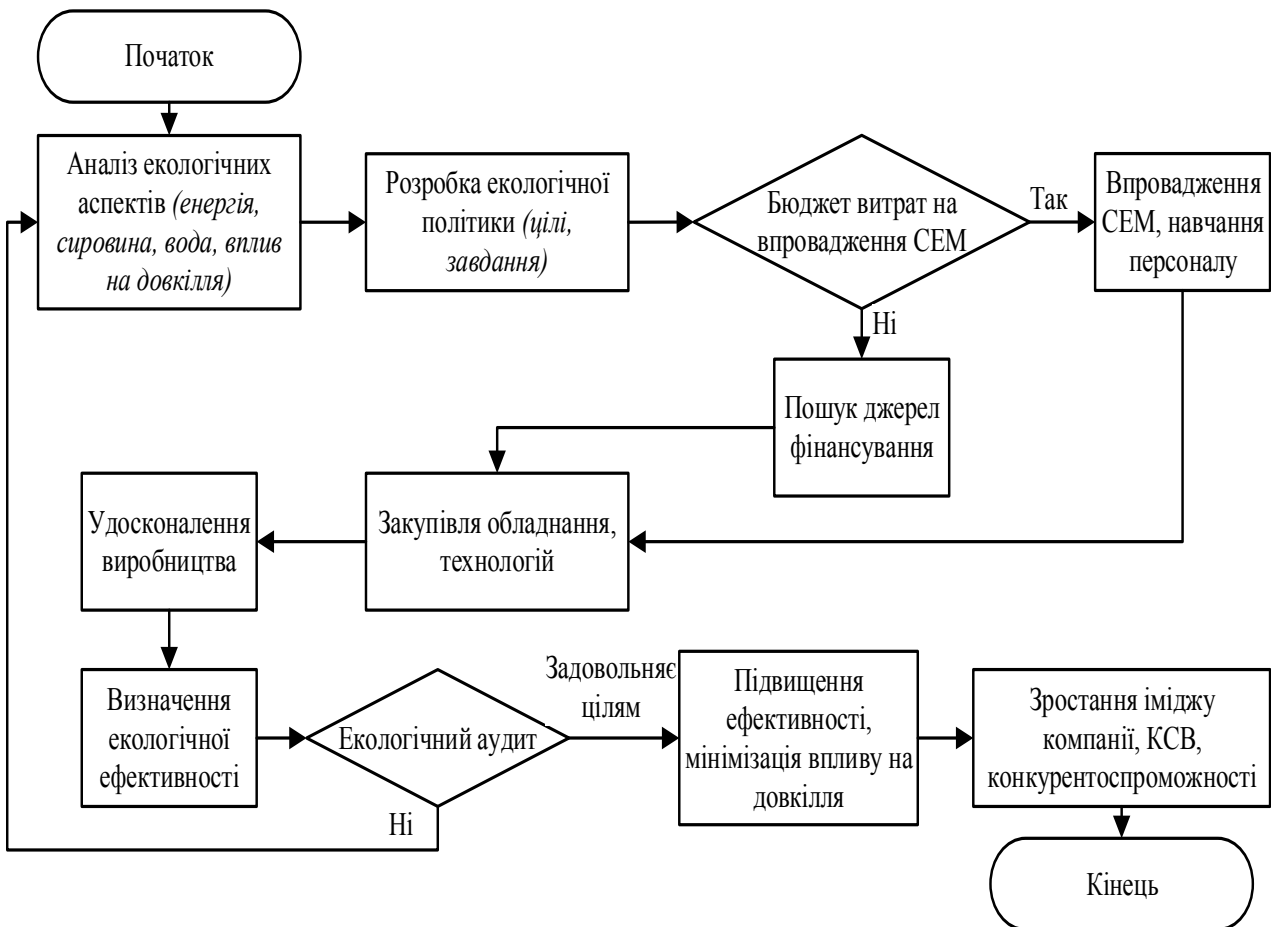 Початок
Аналіз екологічних
аспектів (енергія,
сировина, вода, вплив
на довкілля)
Розробка екологічної
політики (цілі,
завдання)
Бюджет витрат на
впровадження СЕМ
Так
Впровадження
СЕМ, навчання
персоналу
Ні
Пошук джерел
фінансування
Закупівля обладнання,
технологій
Удосконалення
виробництва
Визначення
екологічної
ефективності
Екологічний аудит
Задовольняє
цілям
Ні
Підвищення
ефективності,
мінімізація впливу на
довкілля
Зростання іміджу
компанії, КСВ,
конкурентоспроможності
Кінець